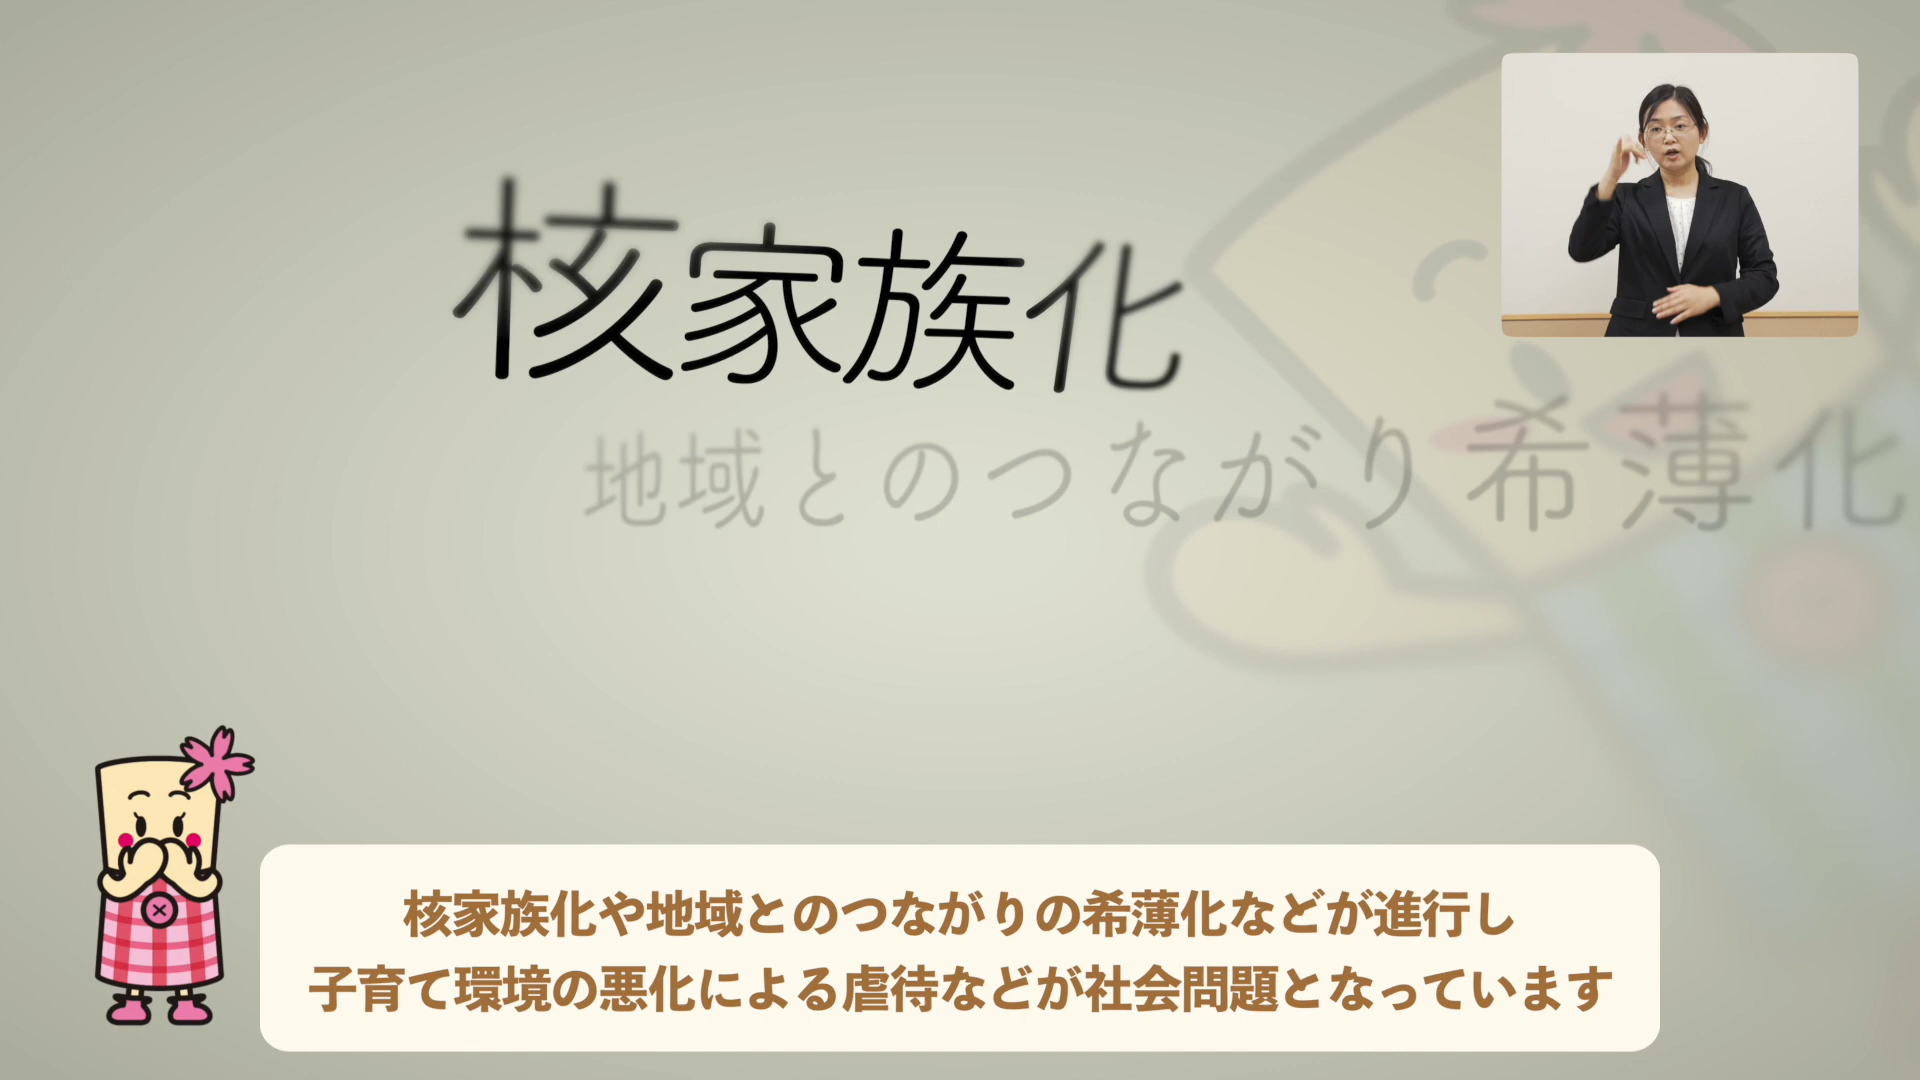 核家族化
地域とのつながり希薄化
核家族化や地域とのつながりの希薄化などが進行し
子育て環境の悪化による虐待などが社会問題となっています